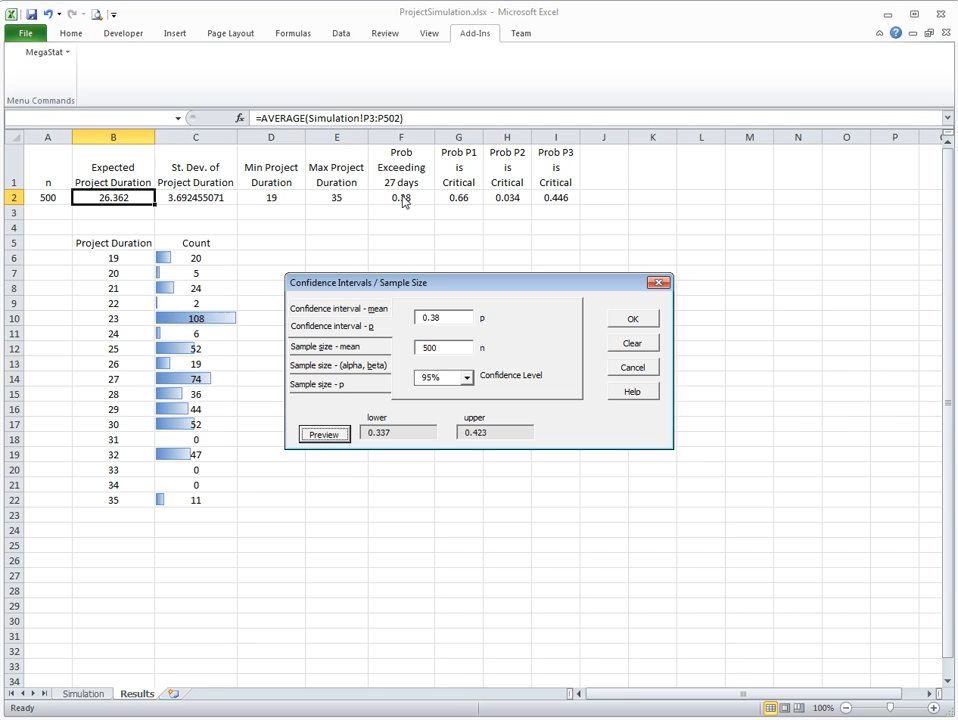 ProjectSimulation.xlsx - Microsoft Excel
File Home Developer Insert Page Layout Formulas Data Review View Add-Ins Team
MegaStat
Menu Commands
fx =AVERAGE(Simulation!P3:P502)
A B C D E F G H I J K L M N O P
1 n Expected Project Duration St. Dev. of Project Duration Min Project Duration Max Project Duration Prob Exceeding 27 days Prob P1 is Critical Prob P2 is Critical Prob P3 is Critical
2 500 26.362 3.692455071 19 35 0.38 0.66 0.034 0.446
3
4
5 Project Duration Count
6 19 20
7 20 5
8 21 24
9 22 2
10 23 108
11 24 6
12 25 52
13 26 19
14 27 74
15 28 36
16 29 44
17 30 52
18 31 0
19 32 47
20 33 0
21 34 0
22 35 11
23
24
25
26
27
28
29
30
31
32
33
34
Confidence Intervals / Sample Size
Confidence interval - mean
Confidence interval - p
Sample size - mean
Sample size - (alpha, beta)
Sample size - p
0.38 p
500 n
95% Confidence Level
OK
Clear
Cancel
Help
lower upper
Preview 0.337 0.423
Simulation Results
Ready 100%